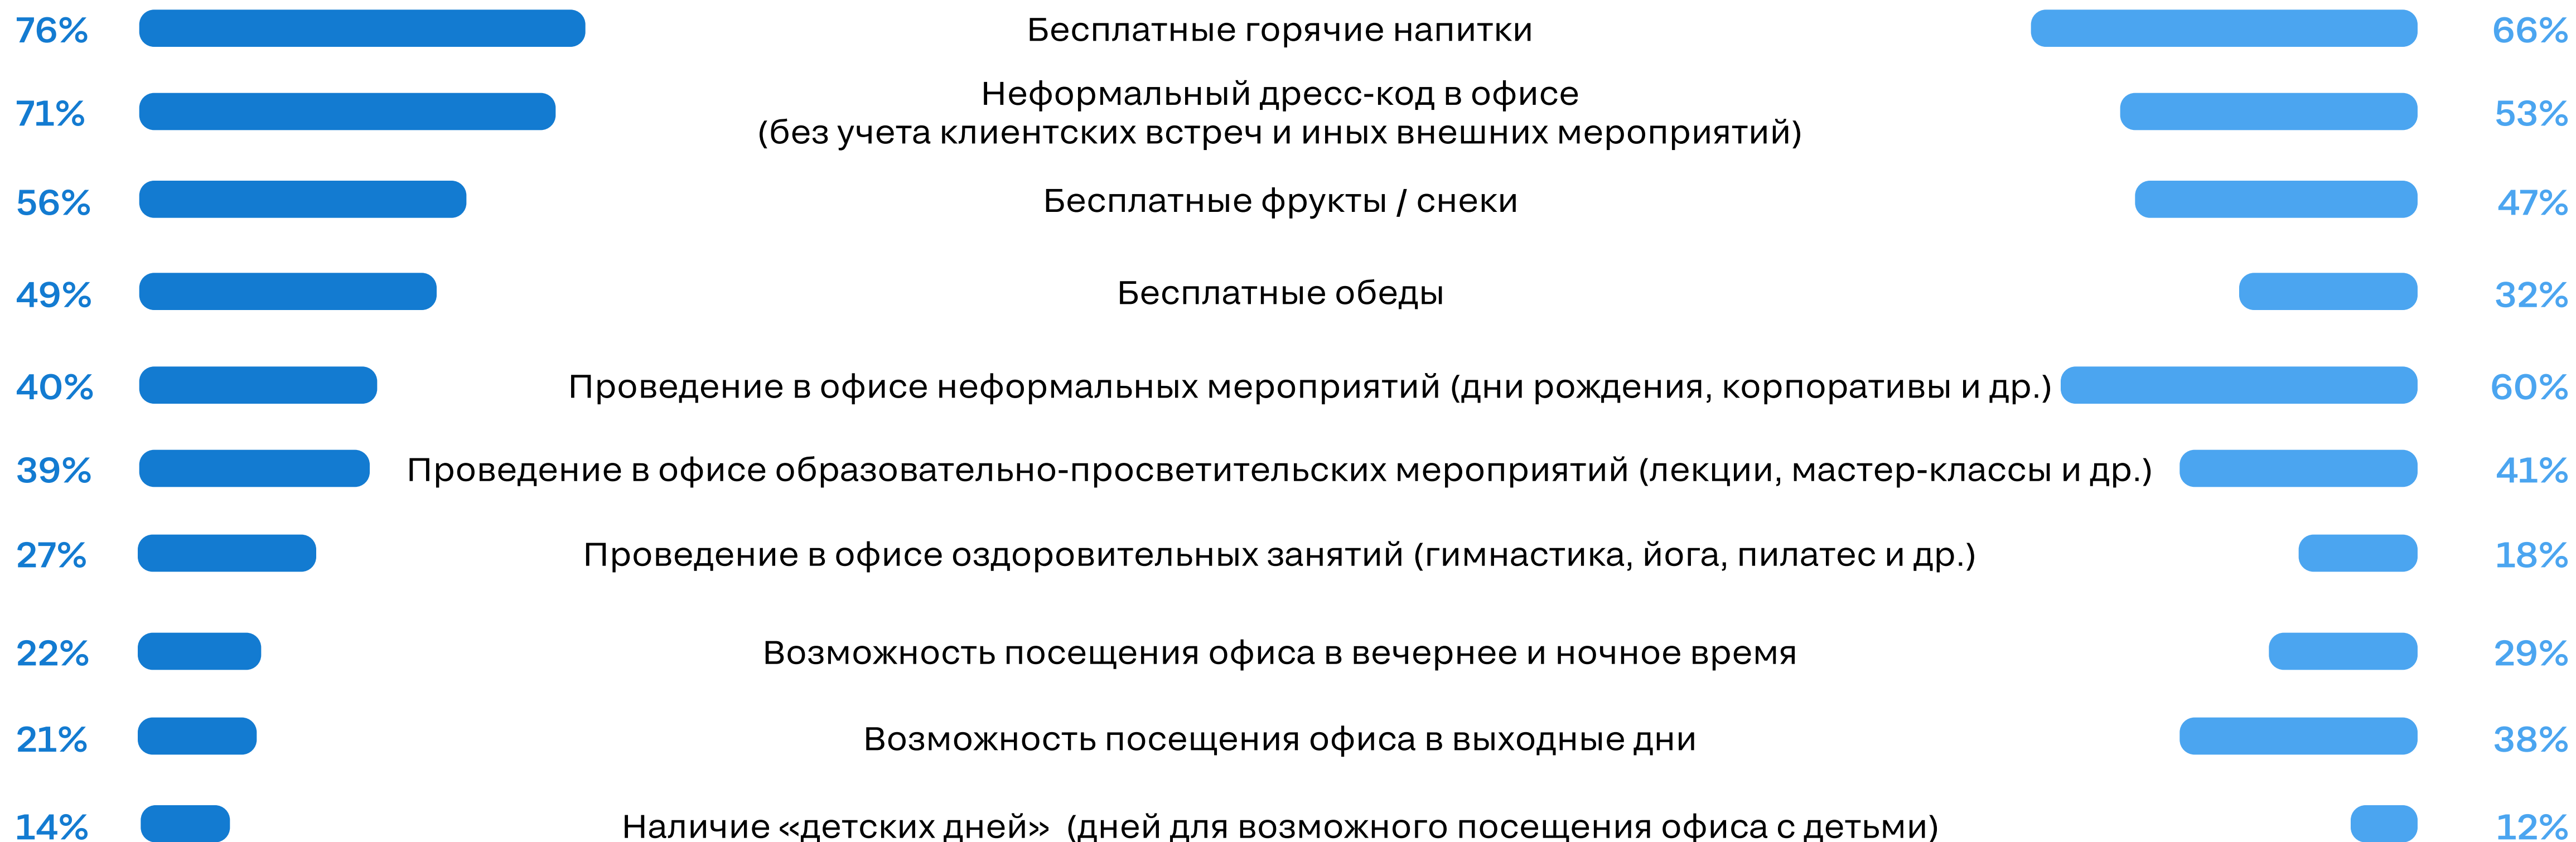 76% Бесплатные горячие напитки 66%
Неформальный дресс-код в офисе
71% (без учета клиентских встреч и иных внешних мероприятий) 53%
56% Бесплатные фрукты / снеки 47%
49% Бесплатные обеды 32%
40% Проведение в офисе неформальных мероприятий (дни рождения, корпоративы и др.) 60%
39% Проведение в офисе образовательно-просветительских мероприятий (лекции, мастер-классы и др.) 41%
27% Проведение в офисе оздоровительных занятий (гимнастика, йога, пилатес и др.) 18%
22% Возможность посещения офиса в вечернее и ночное время 29%
21% Возможность посещения офиса в выходные дни 38%
14% Наличие «детских дней» (дней для возможного посещения офиса с детьми) 12%